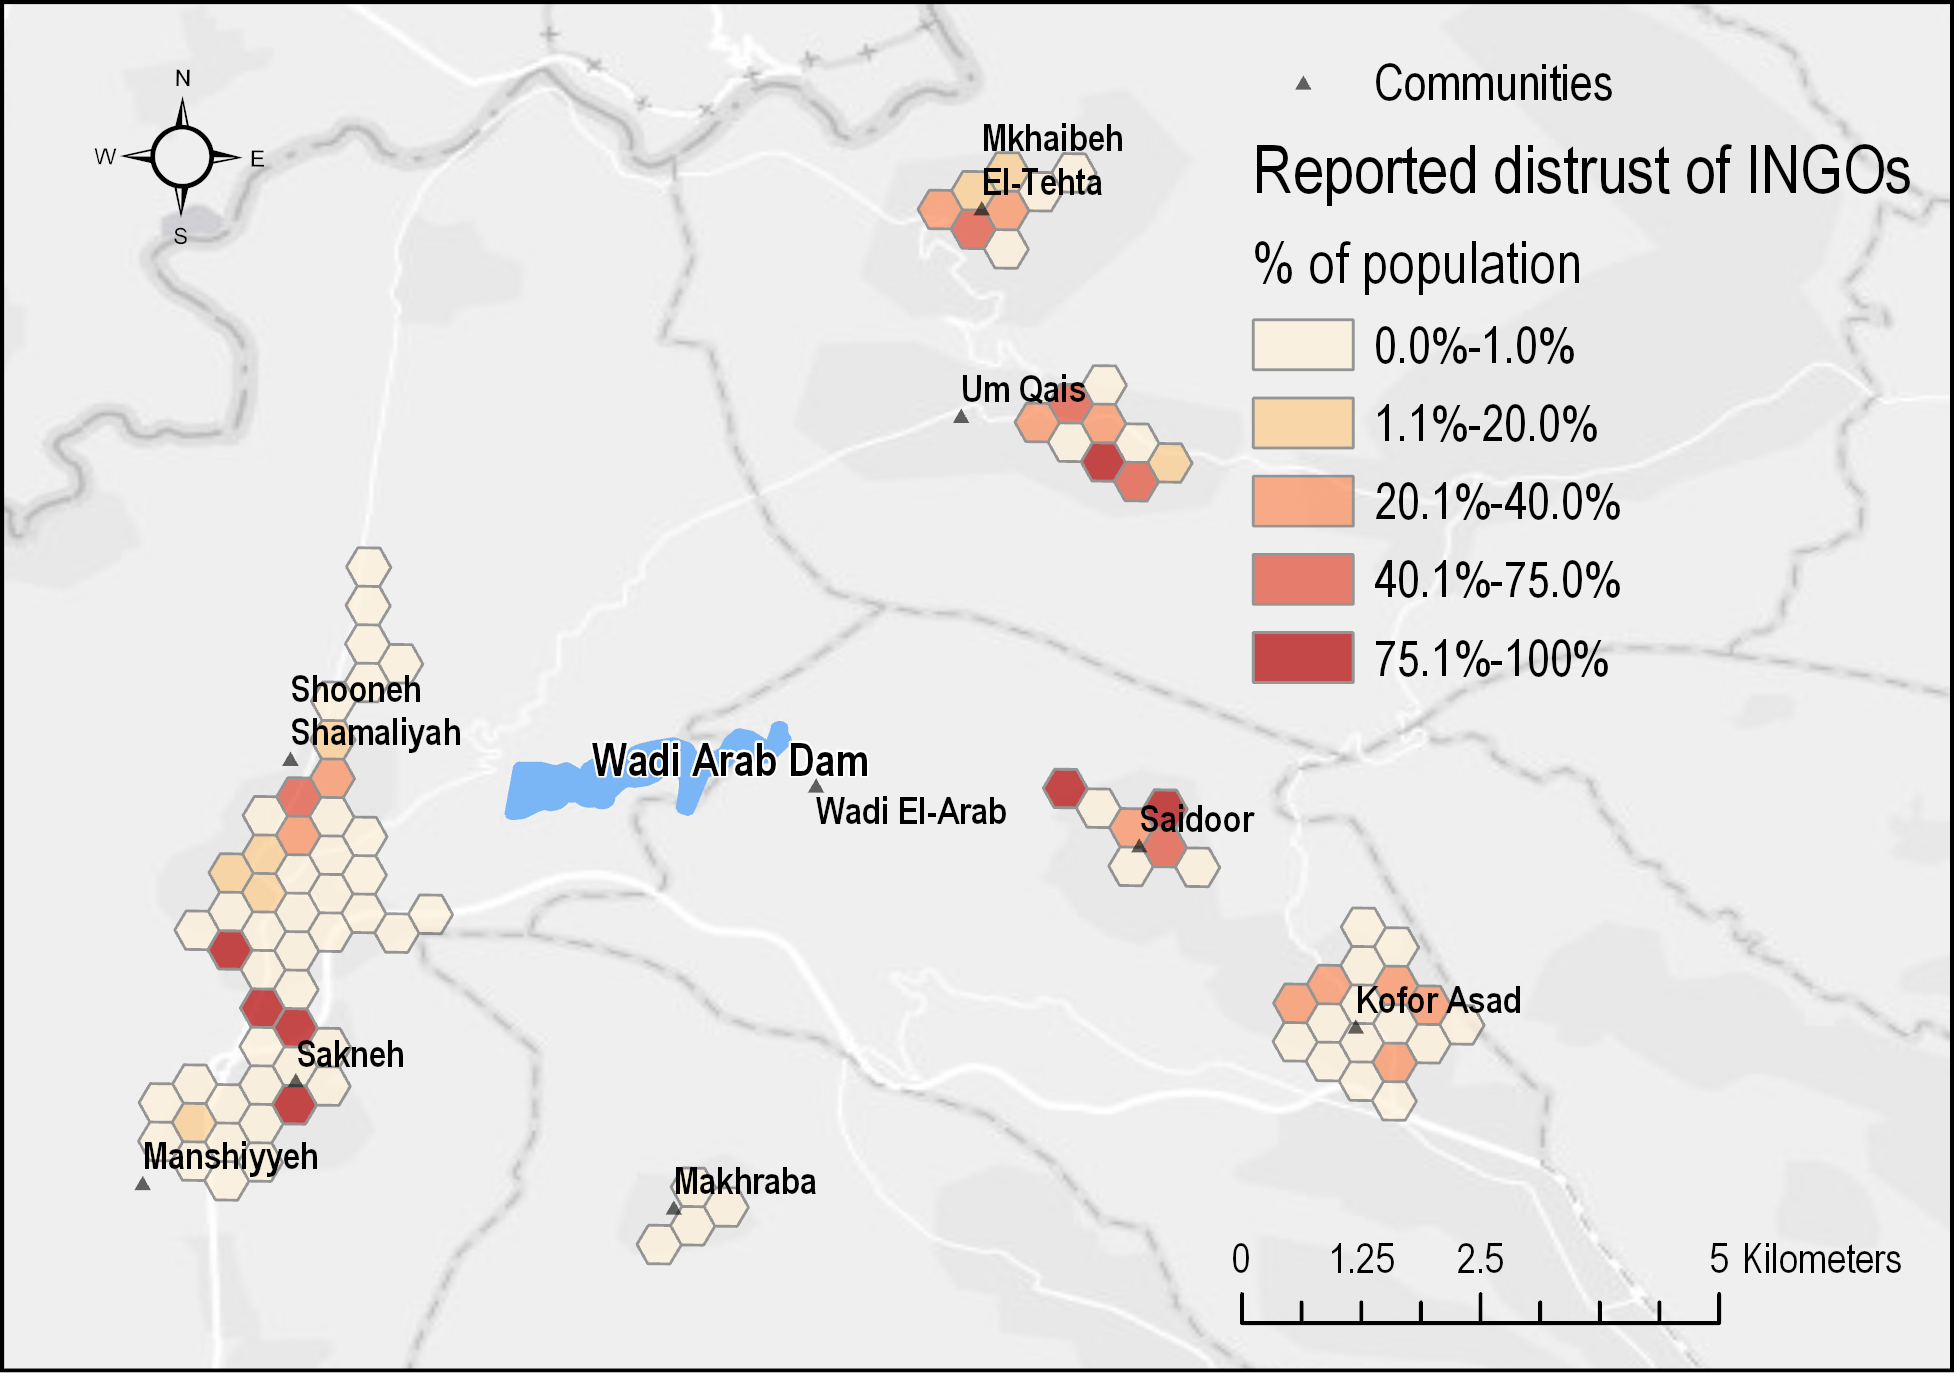 N
W E
S
Communities
Reported distrust of INGOs
% of population
0.0%-1.0%
1.1%-20.0%
20.1%-40.0%
40.1%-75.0%
75.1%-100%
Mkhaibeh
El-Tehta
Um Qais
Shooneh
Shamaliyah
Wadi Arab Dam
Wadi El-Arab
Saidoor
Kofor Asad
Sakneh
Manshiyyeh
Makhraba
0 1.25 2.5 5 Kilometers